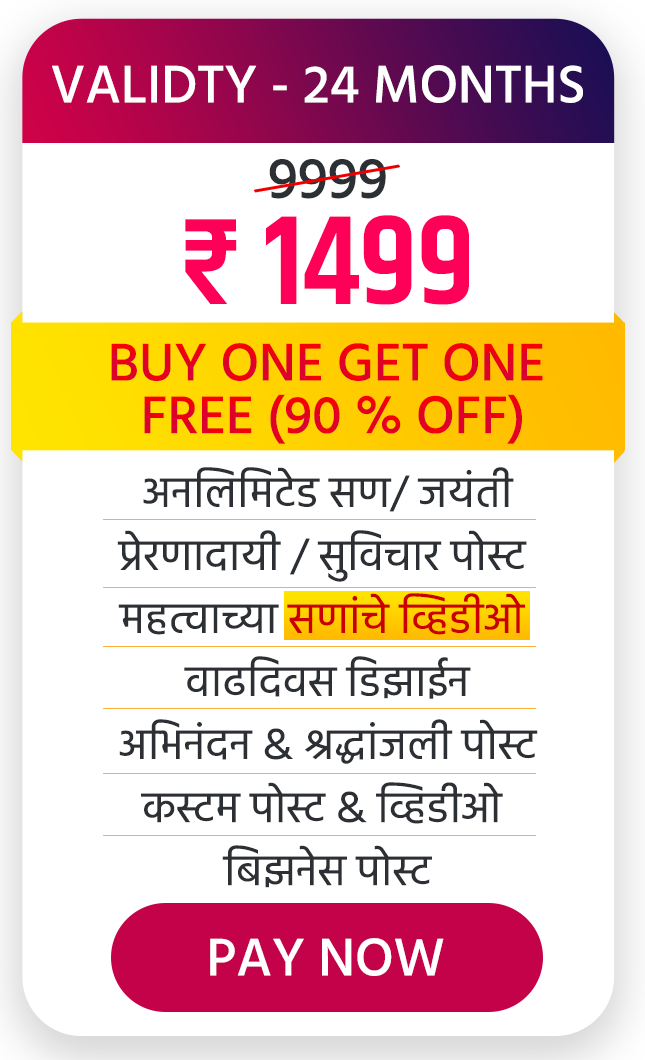 VALIDTY - 24 MONTHS
9999
₹ 1499
BUY ONE GET ONE
FREE (90 % OFF)
अनलिमिटेड सण/ जयंती
प्रेरणादायी / सुविचार पोस्ट
महत्वाच्या सणांचे व्हिडीओ
वाढदिवस डिझाईन
अभिनंदन & श्रद्धांजली पोस्ट
कस्टम पोस्ट & व्हिडीओ
बिझनेस पोस्ट
PAY NOW